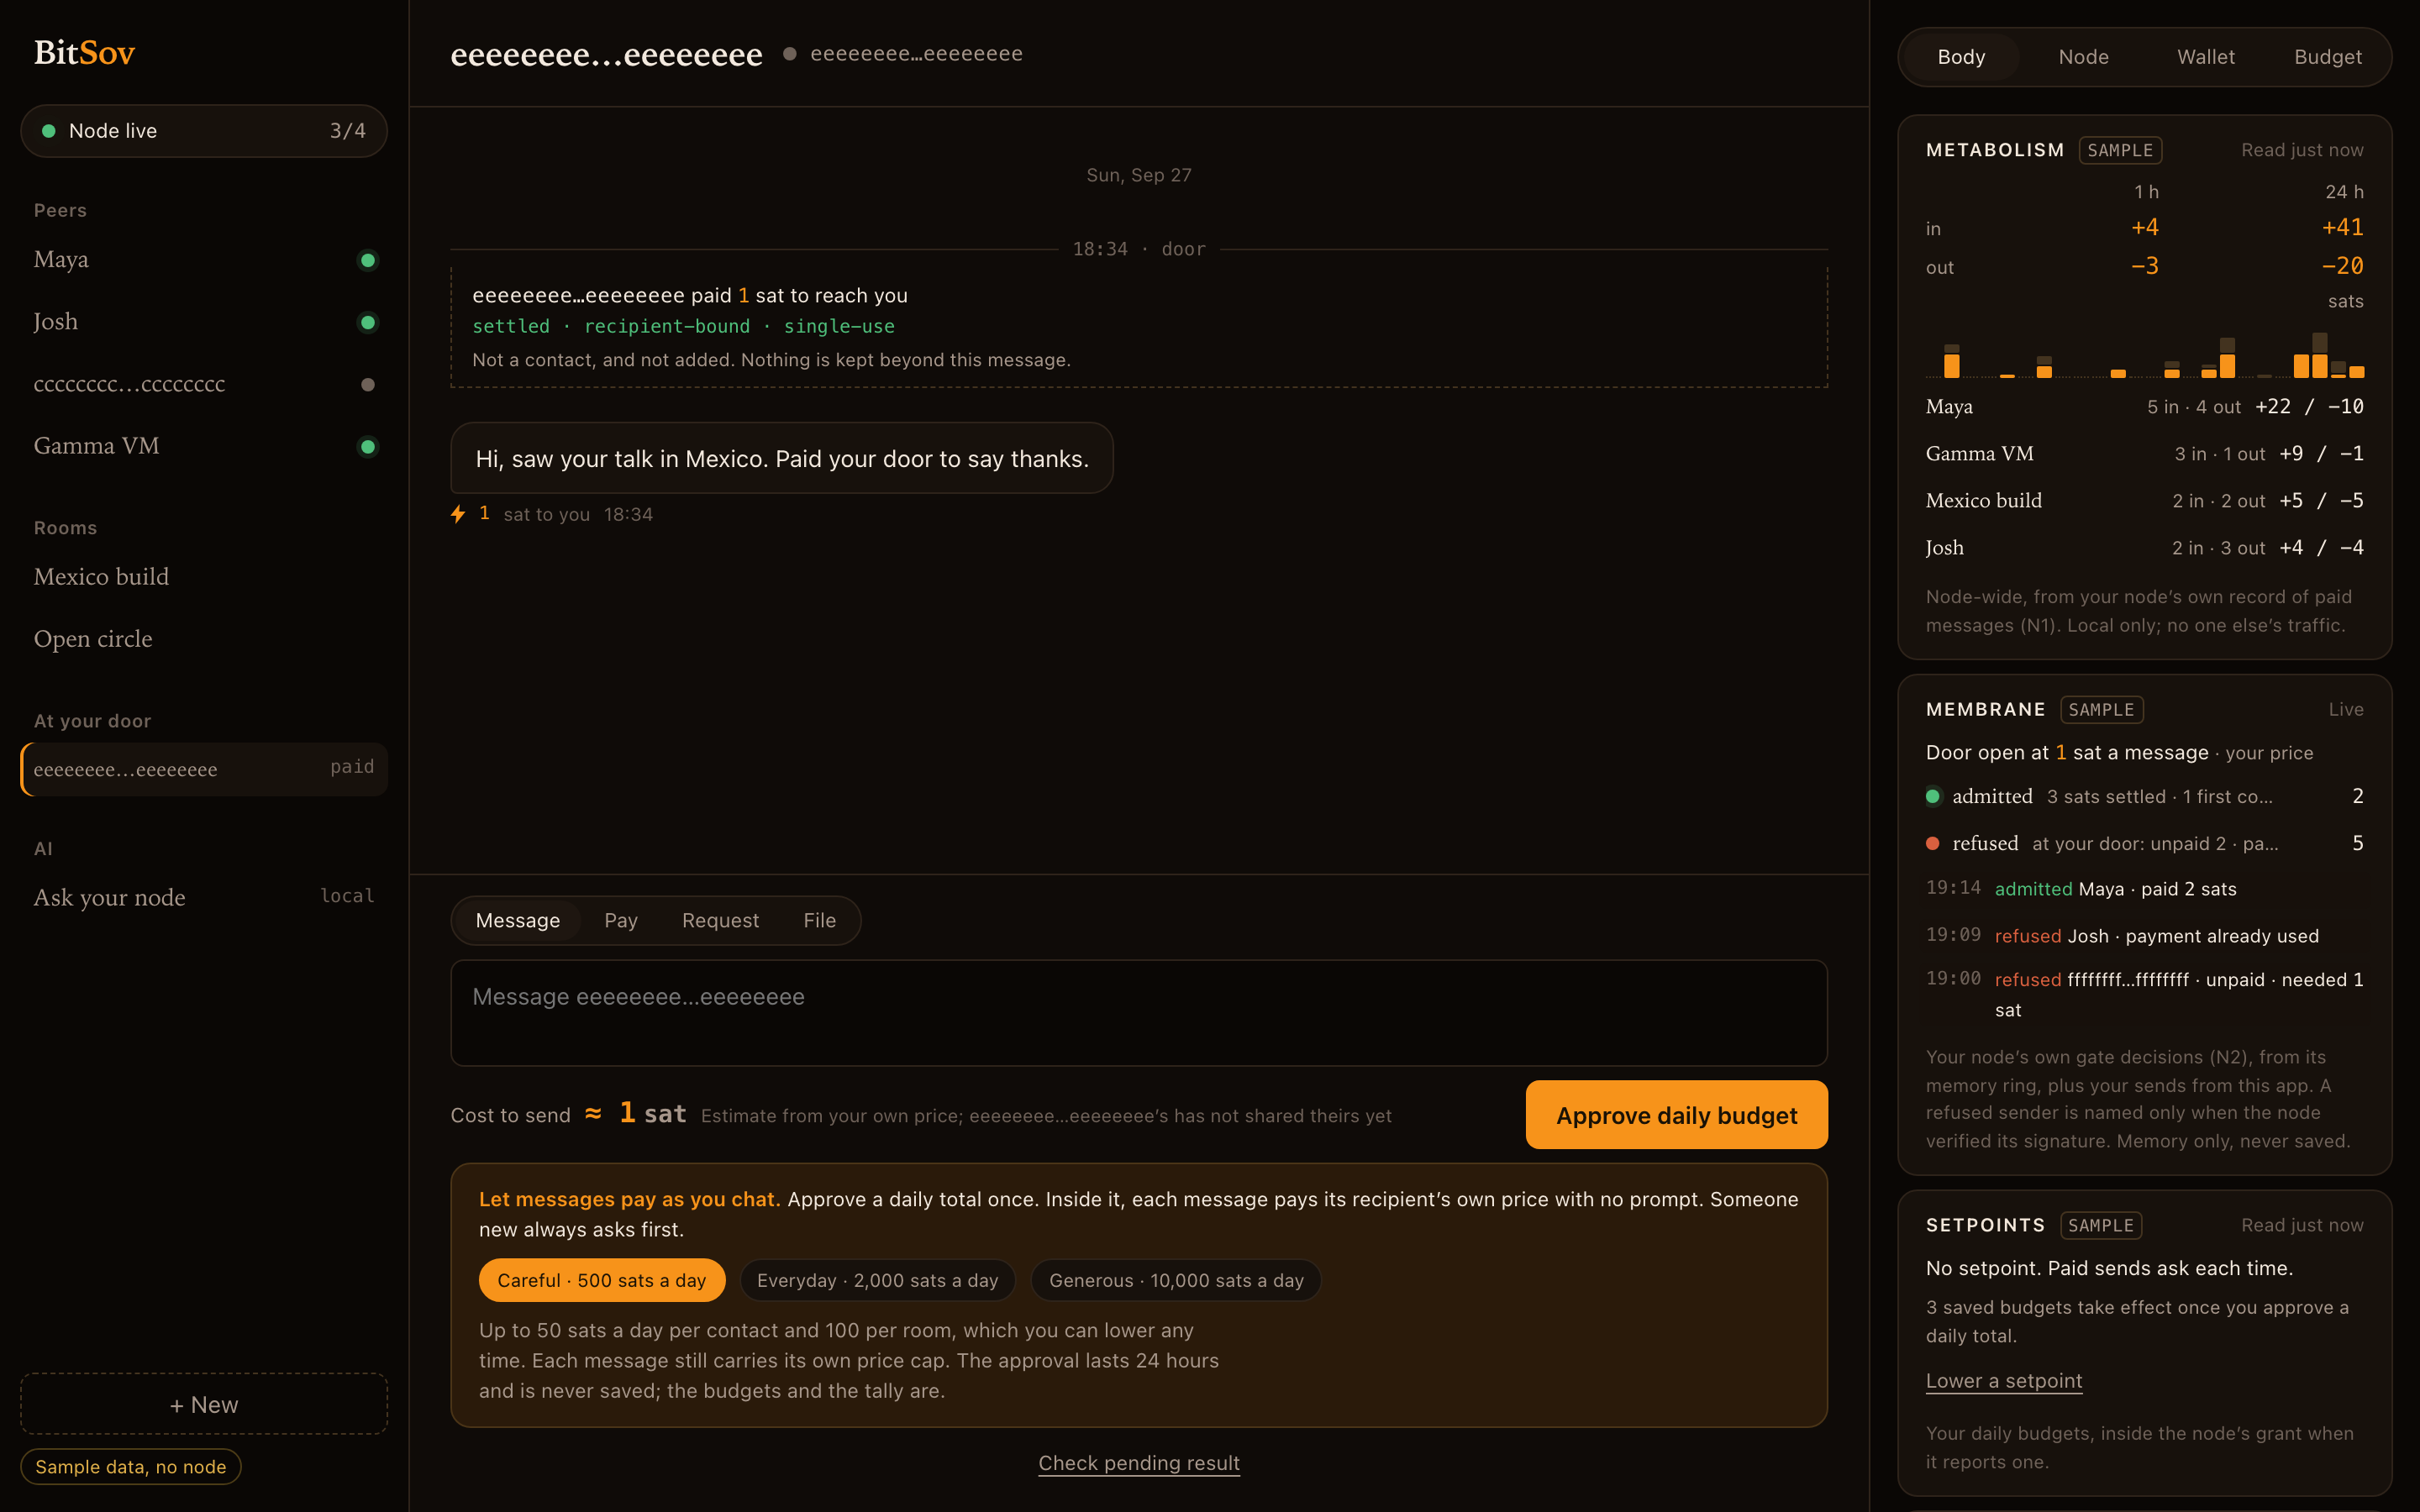 BitSov
Node live 3/4
Peers
Maya
Josh
cccccccc…cccccccc
Gamma VM
Rooms
Mexico build
Open circle
At your door
eeeeeeee…eeeeeeee paid
AI
Ask your node local
+ New
Sample data, no node
eeeeeeee…eeeeeeee eeeeeeee…eeeeeeee
Sun, Sep 27
18:34 · door
eeeeeeee…eeeeeeee paid 1 sat to reach you
settled · recipient-bound · single-use
Not a contact, and not added. Nothing is kept beyond this message.
Hi, saw your talk in Mexico. Paid your door to say thanks.
1 sat to you 18:34
Message Pay Request File
Message eeeeeeee…eeeeeeee
Cost to send ≈ 1 sat Estimate from your own price; eeeeeeee…eeeeeeee’s has not shared theirs yet
Approve daily budget
Let messages pay as you chat. Approve a daily total once. Inside it, each message pays its recipient’s own price with no prompt. Someone
new always asks first.
Careful · 500 sats a day Everyday · 2,000 sats a day Generous · 10,000 sats a day
Up to 50 sats a day per contact and 100 per room, which you can lower any
time. Each message still carries its own price cap. The approval lasts 24 hours
and is never saved; the budgets and the tally are.
Check pending result
Body Node Wallet Budget
METABOLISM SAMPLE Read just now
1 h 24 h
in +4 +41
out −3 −20
sats
Maya 5 in · 4 out +22 / −10
Gamma VM 3 in · 1 out +9 / −1
Mexico build 2 in · 2 out +5 / −5
Josh 2 in · 3 out +4 / −4
Node-wide, from your node’s own record of paid
messages (N1). Local only; no one else’s traffic.
MEMBRANE SAMPLE Live
Door open at 1 sat a message · your price
admitted 3 sats settled · 1 first co… 2
refused at your door: unpaid 2 · pa… 5
19:14 admitted Maya · paid 2 sats
19:09 refused Josh · payment already used
19:00 refused ffffffff…ffffffff · unpaid · needed 1
sat
Your node’s own gate decisions (N2), from its
memory ring, plus your sends from this app. A
refused sender is named only when the node
verified its signature. Memory only, never saved.
SETPOINTS SAMPLE Read just now
No setpoint. Paid sends ask each time.
3 saved budgets take effect once you approve a
daily total.
Lower a setpoint
Your daily budgets, inside the node’s grant when
it reports one.